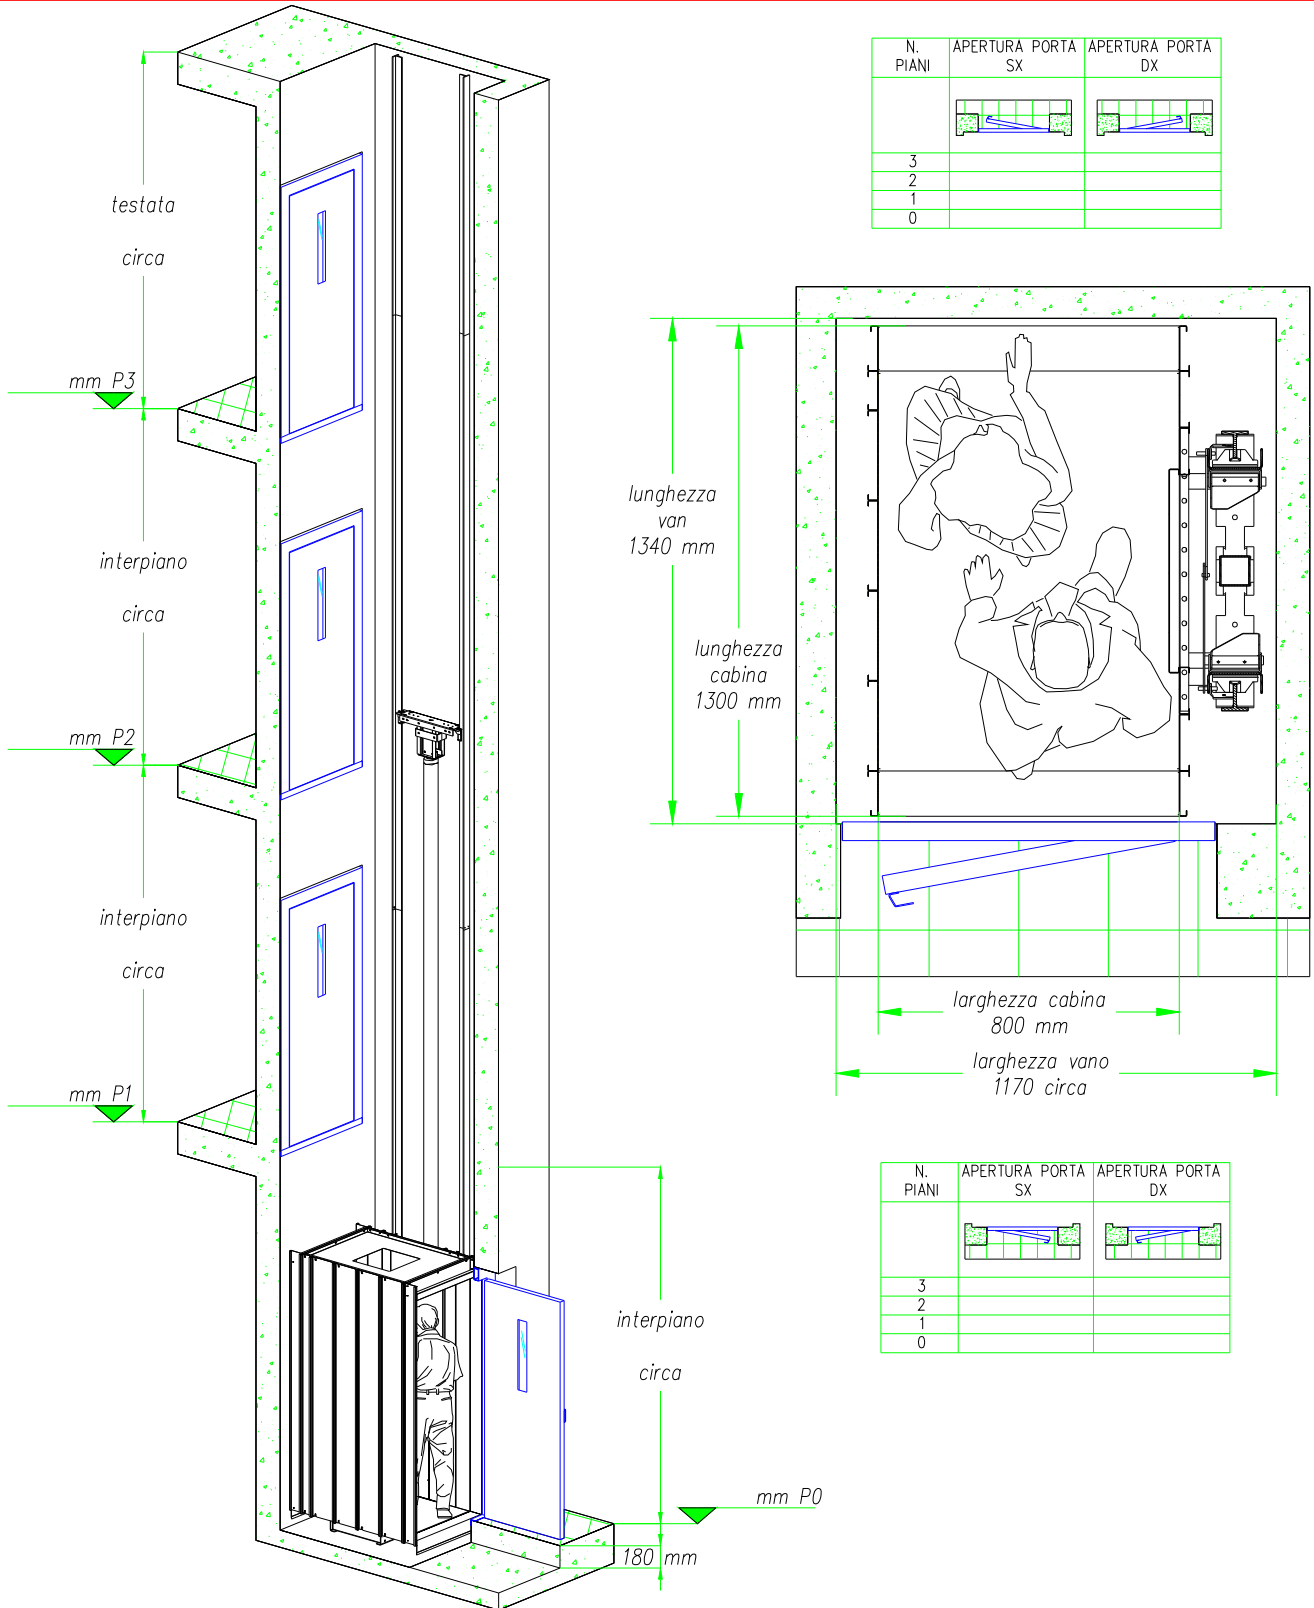 N.
PIANI
APERTURA PORTA
SX
APERTURA PORTA
DX
3
2
1
0
testata
circa
mm P3
interpiano
circa
mm P2
interpiano
circa
mm P1
lunghezza
van
1340 mm
lunghezza
cabina
1300 mm
larghezza cabina
800 mm
larghezza vano
1170 circa
N.
PIANI
APERTURA PORTA
SX
APERTURA PORTA
DX
3
2
1
0
interpiano
circa
mm P0
180 mm